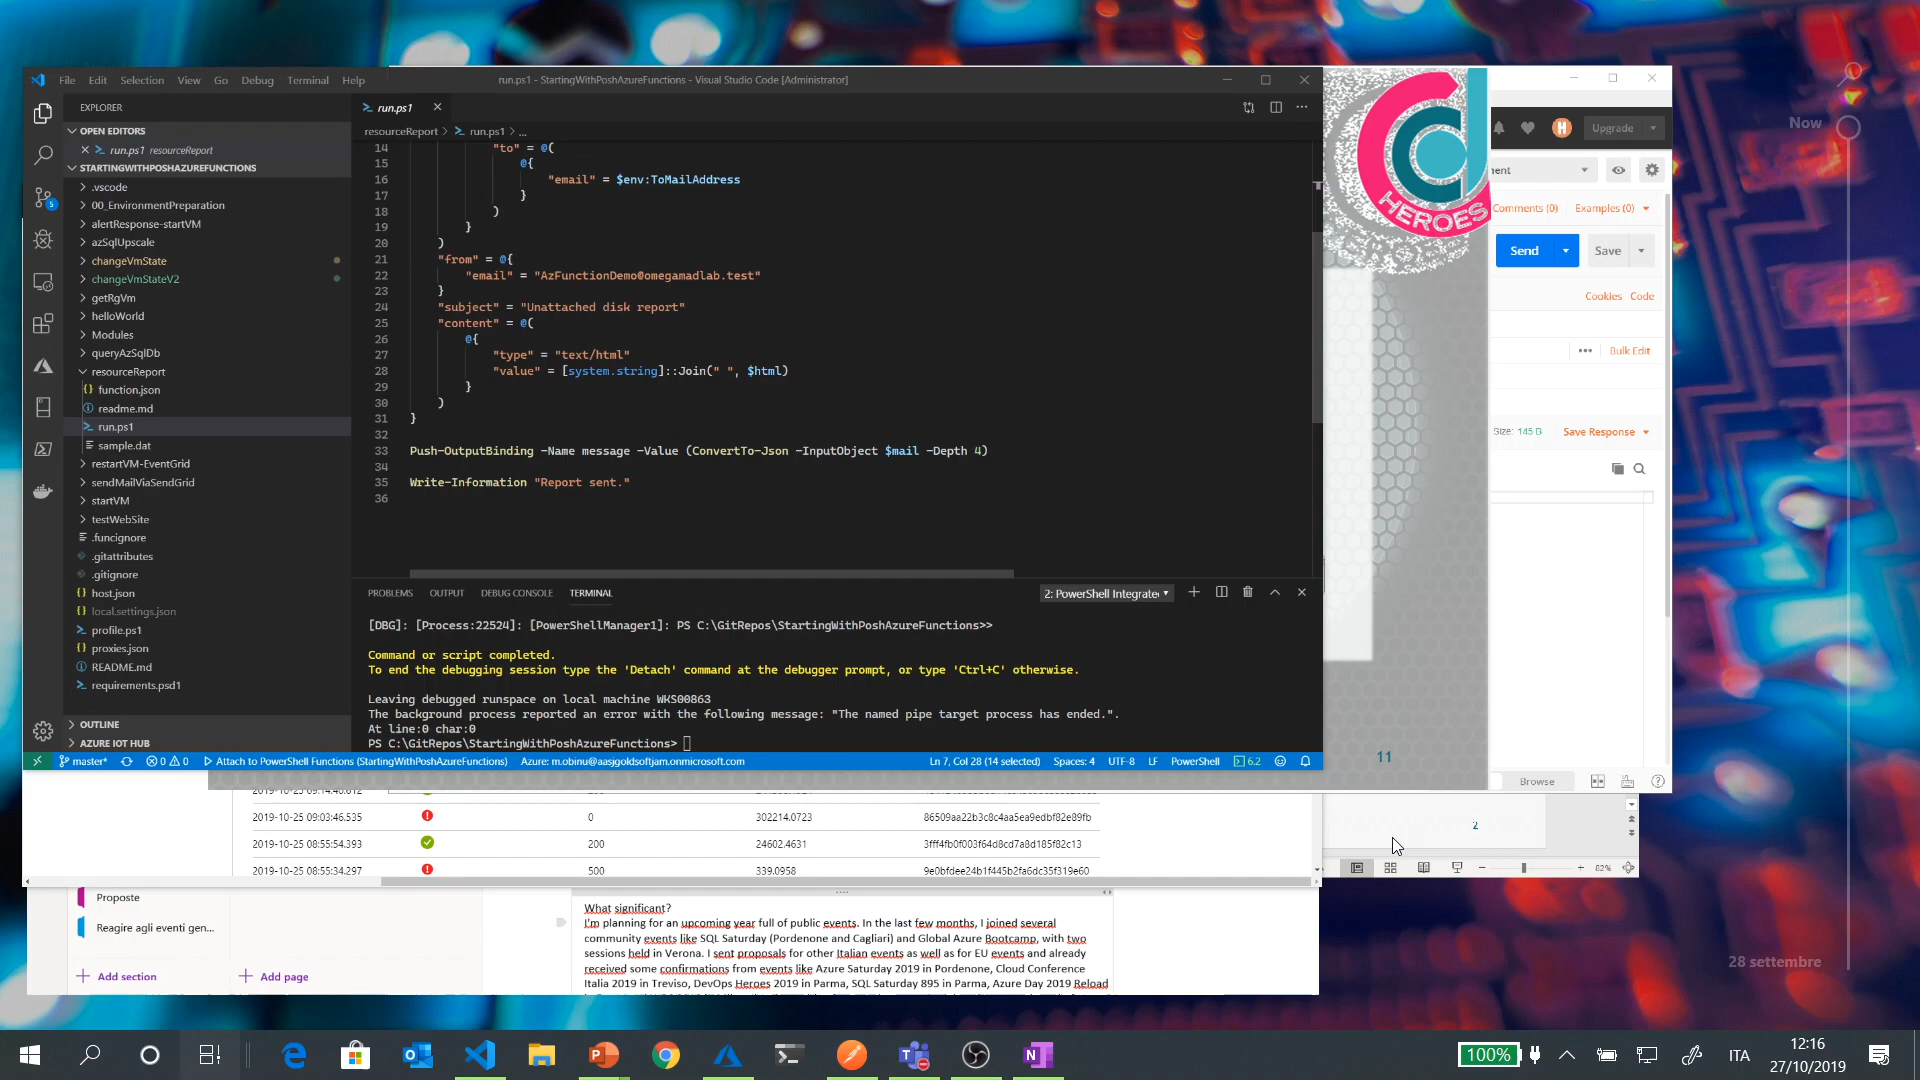 File Edit Selection View Go Debug Terminal Help
run.ps1 - StartingWithPoshAzureFunctions - Visual Studio Code [Administrator]
EXPLORER
OPEN EDITORS
run.ps1 resourceReport
STARTINGWITHPOSHAZUREFUNCTIONS
.vscode
00_EnvironmentPreparation
alertResponse-startVM
azSqlUpscale
changeVmState
changeVmStateV2
getRgVm
helloWorld
Modules
queryAzSqlDb
resourceReport
function.json
readme.md
run.ps1
sample.dat
restartVM-EventGrid
sendMailViaSendGrid
startVM
testWebSite
.funcignore
.gitattributes
.gitignore
host.json
local.settings.json
profile.ps1
proxies.json
README.md
requirements.psd1
OUTLINE
AZURE IOT HUB
5
run.ps1
resourceReport > run.ps1 > ...
14 "to" = @(
15 @{
16 "email" = $env:ToMailAddress
17 }
18 )
19 }
20 )
21 "from" = @{
22 "email" = "AzFunctionDemo@omegamadlab.test"
23 }
24 "subject" = "Unattached disk report"
25 "content" = @(
26 @{
27 "type" = "text/html"
28 "value" = [system.string]::Join(" ", $html)
29 }
30 )
31 }
32
33 Push-OutputBinding -Name message -Value (ConvertTo-Json -InputObject $mail -Depth 4)
34
35 Write-Information "Report sent."
36
PROBLEMS OUTPUT DEBUG CONSOLE TERMINAL
2: PowerShell Integrate
[DBG]: [Process:22524]: [PowerShellManager1]: PS C:\GitRepos\StartingWithPoshAzureFunctions>>
Command or script completed.
To end the debugging session type the 'Detach' command at the debugger prompt, or type 'Ctrl+C' otherwise.
Leaving debugged runspace on local machine WKS00863
The background process reported an error with the following message: "The named pipe target process has ended.".
At line:0 char:0
PS C:\GitRepos\StartingWithPoshAzureFunctions>
master* 0 0 Attach to PowerShell Functions (StartingWithPoshAzureFunctions) Azure: m.obinu@aasjgoldsoftjam.onmicrosoft.com
Ln 7, Col 28 (14 selected) Spaces: 4 UTF-8 LF PowerShell 6.2
HEROES
11
H
Upgrade
Comments (0) Examples (0)
Send Save
Cookies Code
Bulk Edit
Size: 145 B Save Response
Browse
Now
28 settembre
2019-10-25 09:03:46.535 0 302214.0723 86509aa22b3c8c4aa5ea9edbf82e89fb
2019-10-25 08:55:54.393 200 24602.4631 3fff4fb0f003f64d8cd7a8d185f82c13
2019-10-25 08:55:34.297 500 339.0958 9e0bfdee24b1f445b2fa6dc35f319e60
2
82%
Proposte
Reagire agli eventi gen...
Add section
Add page
What significant?
I'm planning for an upcoming year full of public events. In the last few months, I joined several
community events like SQL Saturday (Pordenone and Cagliari) and Global Azure Bootcamp, with two
sessions held in Verona. I sent proposals for other Italian events as well as for EU events and already
received some confirmations from events like Azure Saturday 2019 in Pordenone, Cloud Conference
Italia 2019 in Treviso, DevOps Heroes 2019 in Parma, SQL Saturday 895 in Parma, Azure Day 2019 Reload
100%
ITA
12:16
27/10/2019